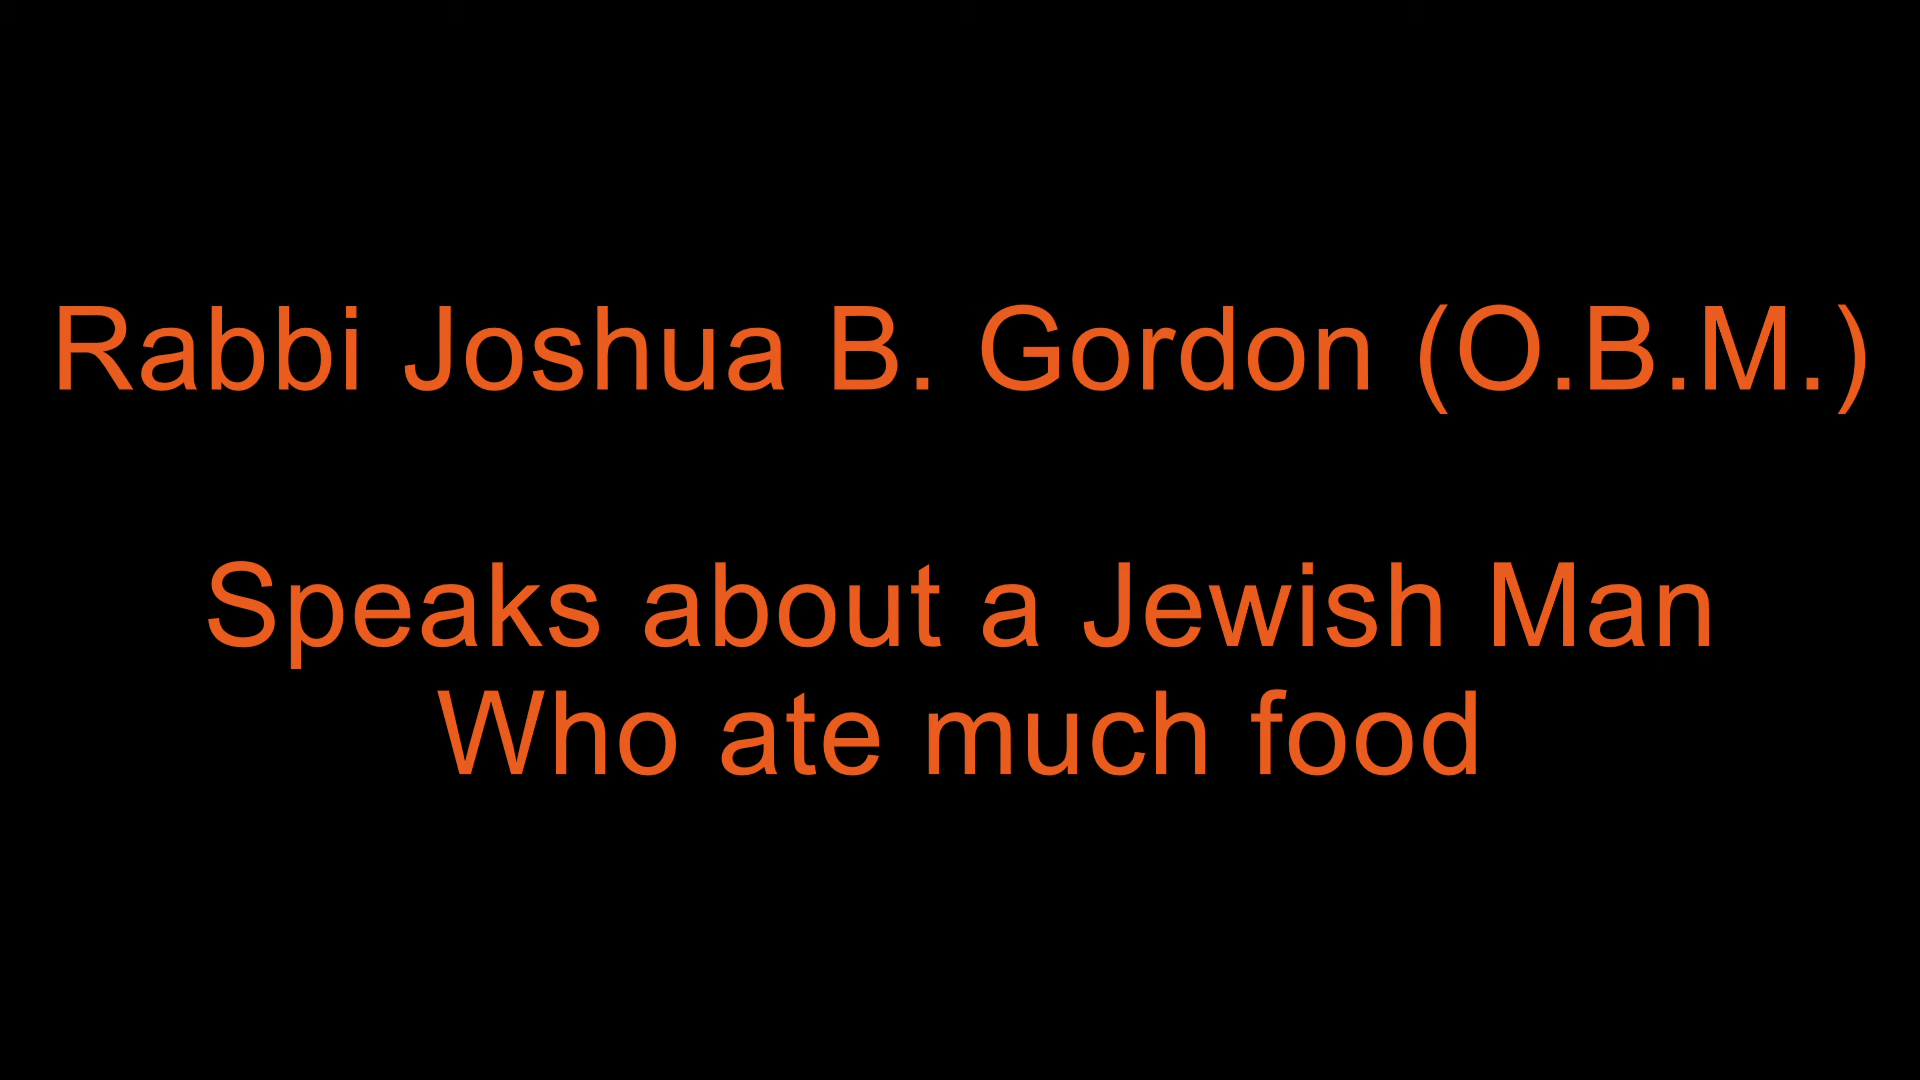 Rabbi Joshua B. Gordon (O.B.M.)
Speaks about a Jewish Man
Who ate much food